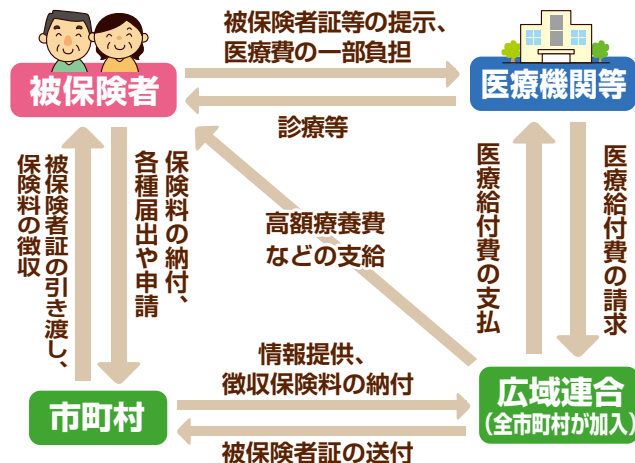 被保険者証等の提示、
医療費の一部負担
被保険者
医療機関等
診療等
被保険者証の引き渡し、
保険料の徴収
保険料の納付、
各種届出や申請
高額療養費
などの支給
医療給付費の支払
医療給付費の請求
情報提供、
徴収保険料の納付
市町村
広域連合
(全市町村が加入)
被保険者証の送付